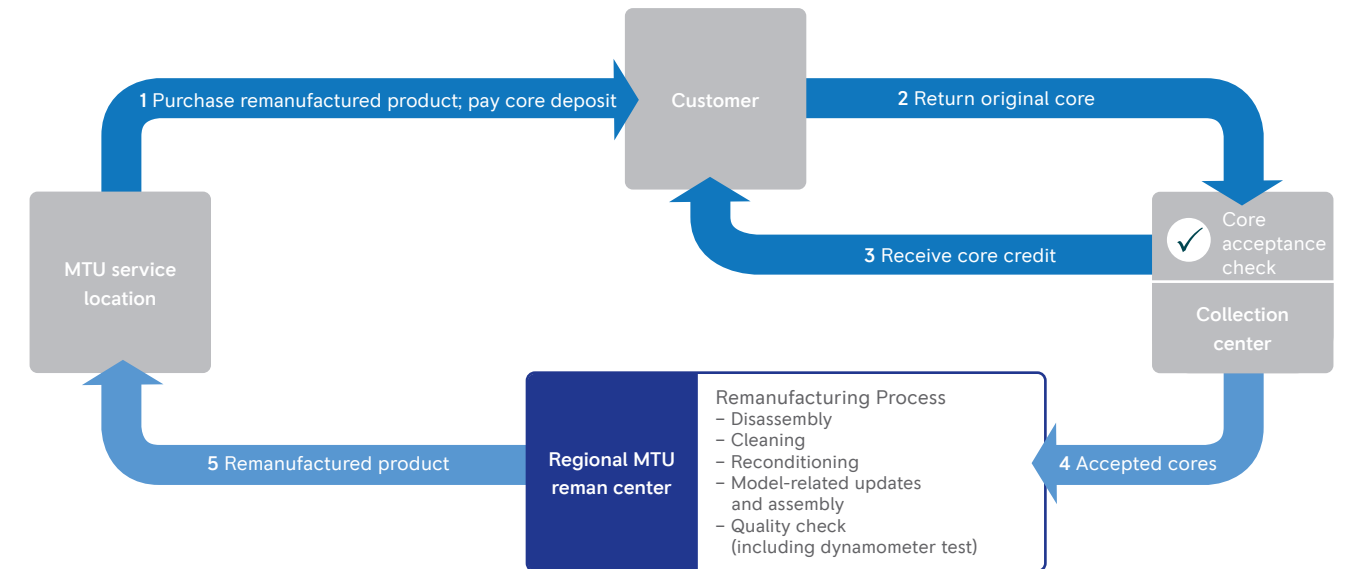 1 Purchase remanufactured product; pay core deposit
Customer
2 Return original core
Core
acceptance
check
3 Receive core credit
MTU service
location
Collection
center
Regional MTU
reman center
Remanufacturing Process
– Disassembly
– Cleaning
– Reconditioning
– Model-related updates
and assembly
– Quality check
(including dynamometer test)
4 Accepted cores
5 Remanufactured product